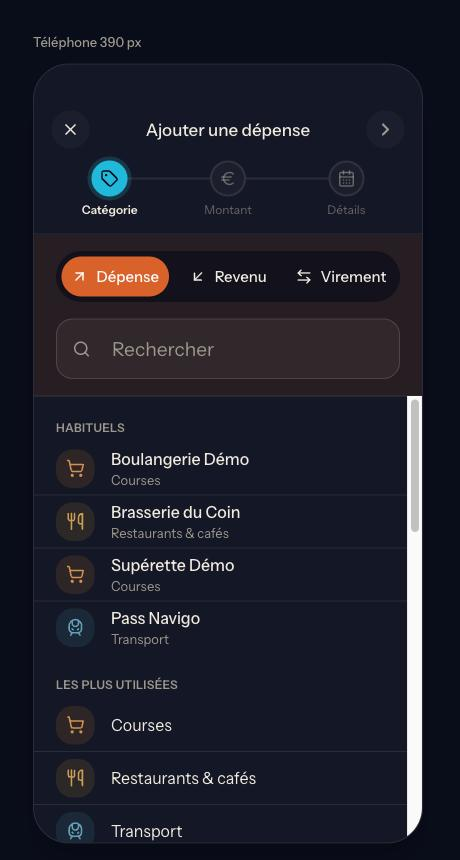 Téléphone 390 px
Ajouter une dépense
€
Catégorie
Montant
Détails
Dépense
Revenu
Virement
Rechercher
HABITUELS
Boulangerie Démo
Courses
Brasserie du Coin
Restaurants & cafés
Supérette Démo
Courses
Pass Navigo
Transport
LES PLUS UTILISÉES
Courses
Restaurants & cafés
Transport